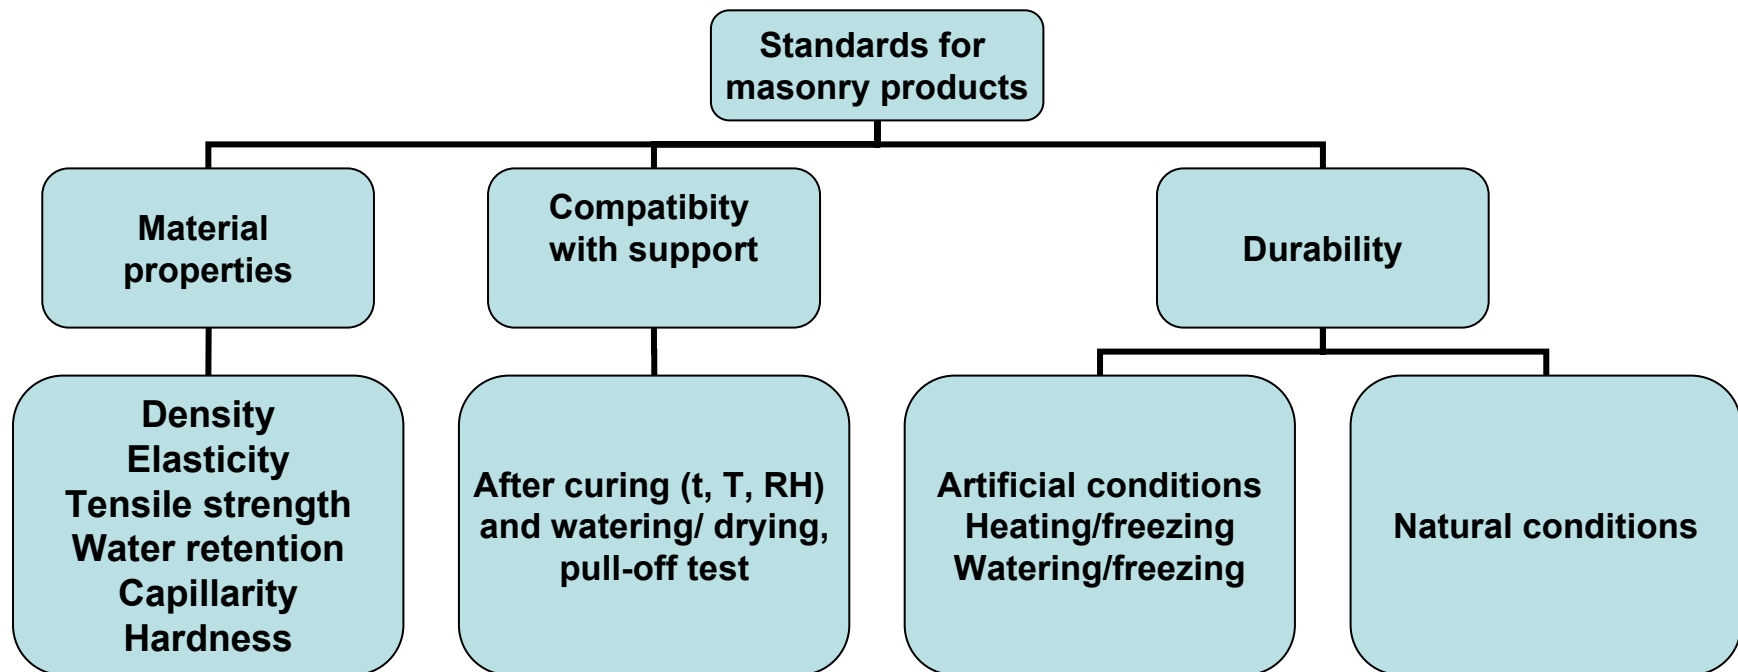 Standards for
masonry products
Material
properties
Compatibity
with support
Durability
Density
Elasticity
Tensile strength
Water retention
Capillarity
Hardness
After curing (t, T, RH)
and watering/ drying,
pull-off test
Artificial conditions
Heating/freezing
Watering/freezing
Natural conditions